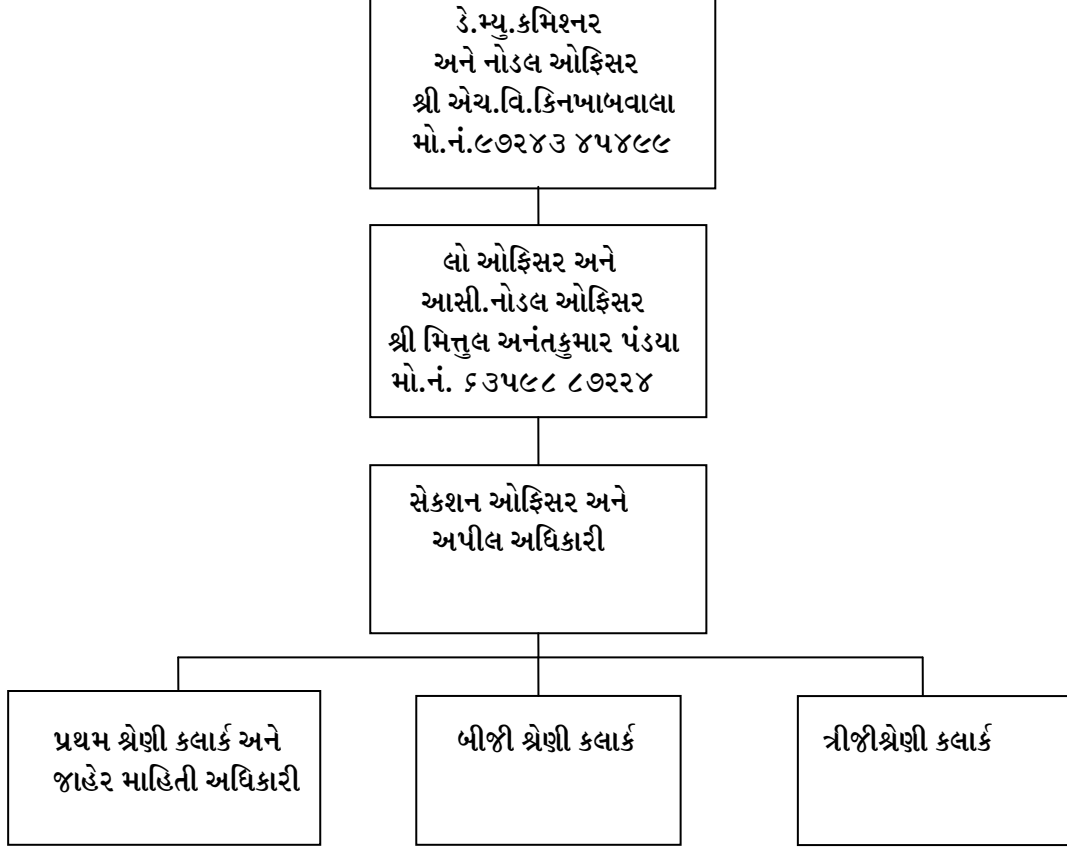 ડે.મ્યુ.કમિશ્નર
અને નોડલ ઓફિસર
શ્રી એચ.વિ.કિનખાબવાલા
મો.નં.૯૭૨૪૩ ૪૫૪૯૯
લો ઓફિસર અને
આસી.નોડલ ઓફિસર
શ્રી મિત્તુલ અનંતકુમાર પંડયા
મો.નં. ૬૩૫૯૮ ૮૭૨૨૪
સેકશન ઓફિસર અને
અપીલ અધિકારી
પ્રથમ શ્રેણી કલાર્ક અને
જાહેર માહિતી અધિકારી
બીજી શ્રેણી કલાર્ક
ત્રીજીશ્રેણી કલાર્ક